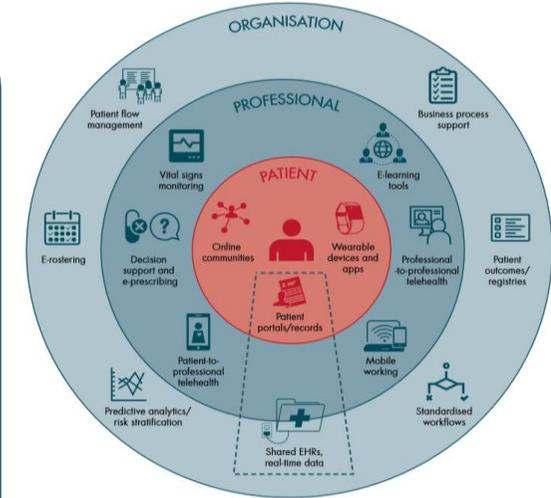 ORGANISATION
Patient flow
management
Business process
support
PROFESSIONAL
Vital signs
monitoring
E-learning
tools
PATIENT
E-rostering
Decision
support and
e-prescribing
Online
communities
Wearable
devices and
apps
Professional
-to-professional
telehealth
Patient
outcomes/
registries
Patient
portals/records
Patient-to-
professional
telehealth
Mobile
working
Predictive analytics/
risk stratification
Standardised
workflows
Shared EHRs,
real-time data